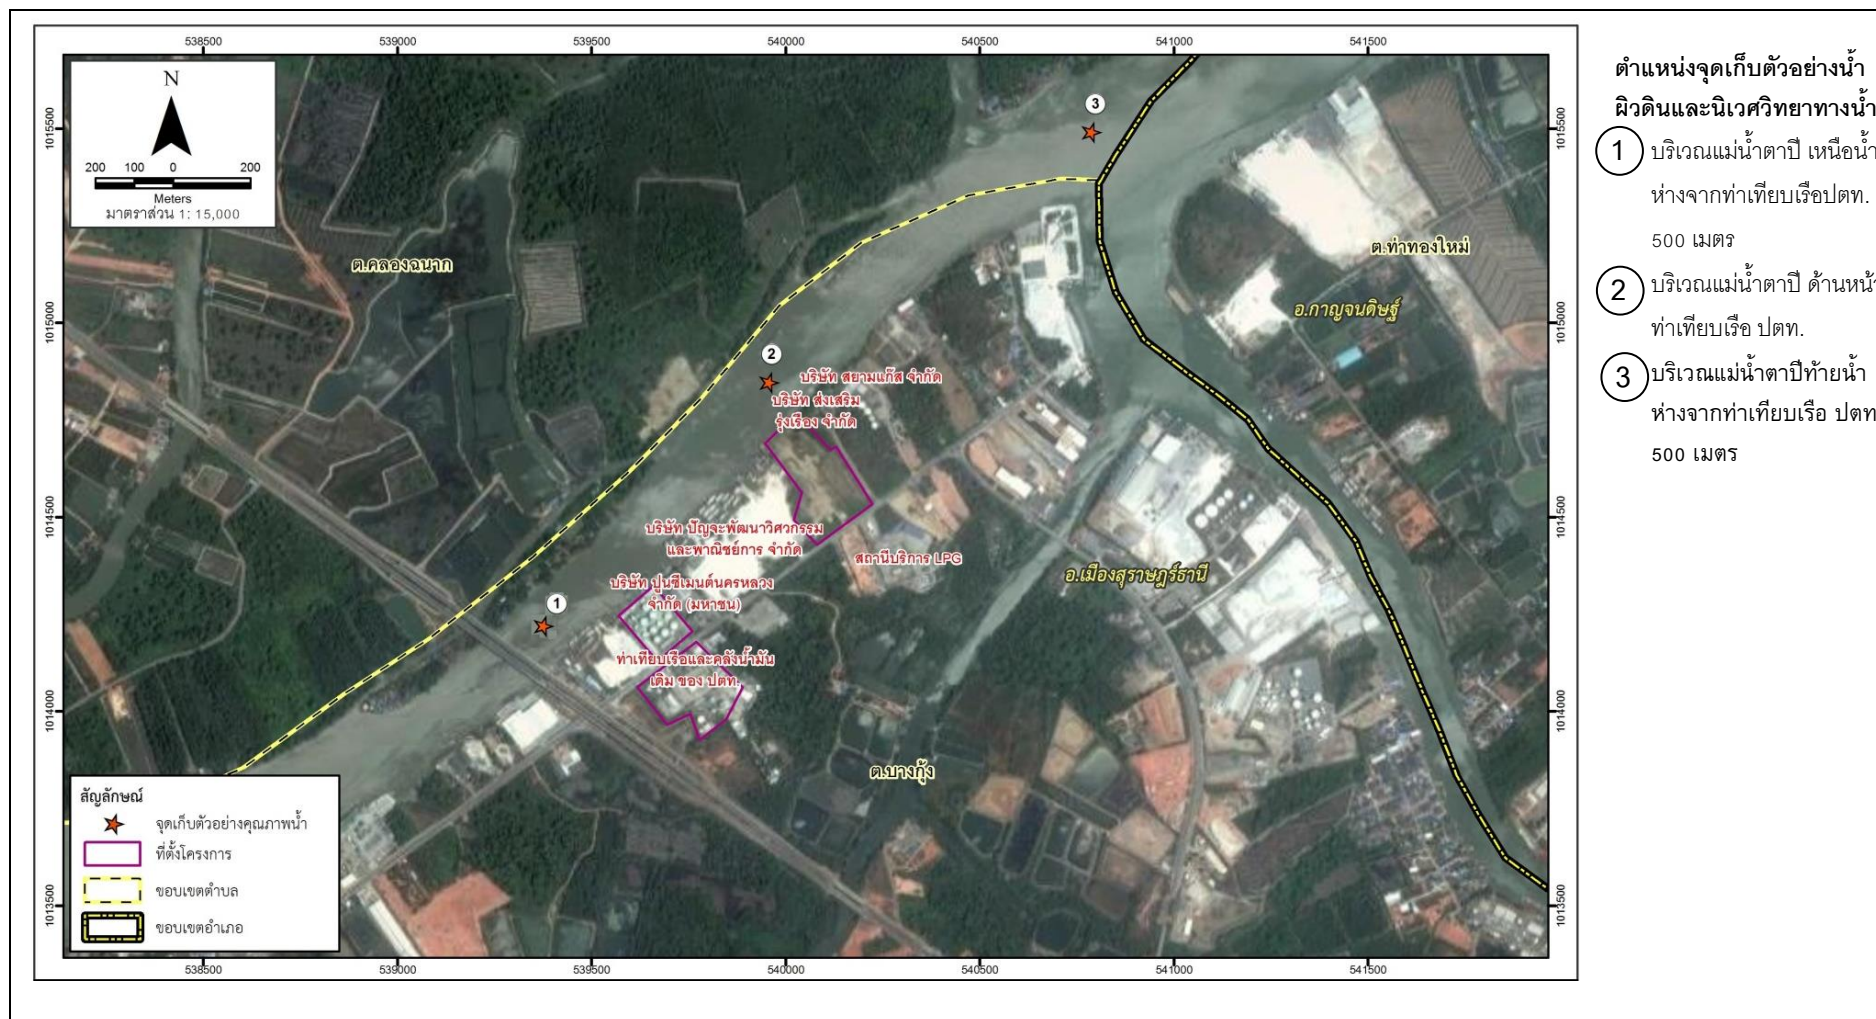 538500 539000 539500 540000 540500 541000 541500
ตำแหน่งจุดเก็บตัวอย่างน้ำ
ผิวดินและนิเวศวิทยาทางน้ำ
1 บริเวณแม่น้ำตาปี เหนือน้ำ
ห่างจากท่าเทียบเรือปตท.
500 เมตร
2 บริเวณแม่น้ำตาปี ด้านหน้า
ท่าเทียบเรือ ปตท.
3 บริเวณแม่น้ำตาปีท้ายน้ำ
ห่างจากท่าเทียบเรือ ปตท
500 เมตร
N
200 100 0 200
Meters
มาตราส่วน 1: 15,000
1015500
1015000
1014500
1014000
1013500
1015500
1015000
1014500
1014000
1013500
3
ต.คลองฉนาก
ต.ท่าทองใหม่
อ.กาญจนดิษฐ์
2
บริษัท สยามแก๊ส จำกัด
บริษัท ส่งเสริม
รุ่งเรือง จำกัด
บริษัท ปัญจะพัฒนาวิศวกรรม
และพาณิชย์การ จำกัด
สถานีบริการ LPG
อ.เมืองสุราษฎร์ธานี
บริษัท ปูนซีเมนต์นครหลวง
จำกัด (มหาชน)
1
ท่าเทียบเรือและคลังน้ำมัน
เดิม ของ ปตท.
ต.บางกุ้ง
สัญลักษณ์
จุดเก็บตัวอย่างคุณภาพน้ำ
ที่ตั้งโครงการ
ขอบเขตตำบล
ขอบเขตอำเภอ
538500 539000 539500 540000 540500 541000 541500